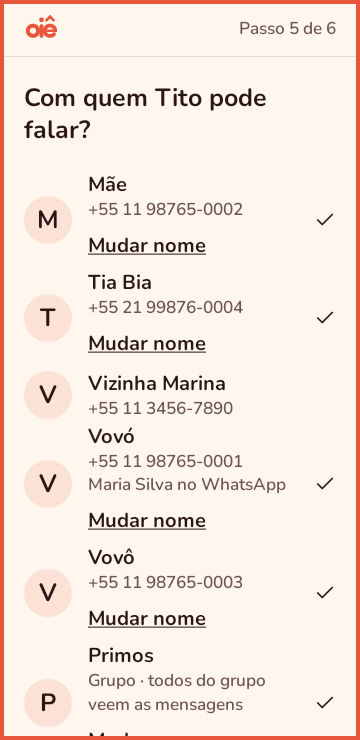 oiê
Passo 5 de 6
Com quem Tito pode
falar?
Mãe
M
+55 11 98765-0002
Mudar nome
Tia Bia
T
+55 21 99876-0004
Mudar nome
V
Vizinha Marina
+55 11 3456-7890
Vovó
+55 11 98765-0001
V
Maria Silva no WhatsApp
Mudar nome
Vovô
V
+55 11 98765-0003
Mudar nome
Primos
Grupo · todos do grupo
P
veem as mensagens